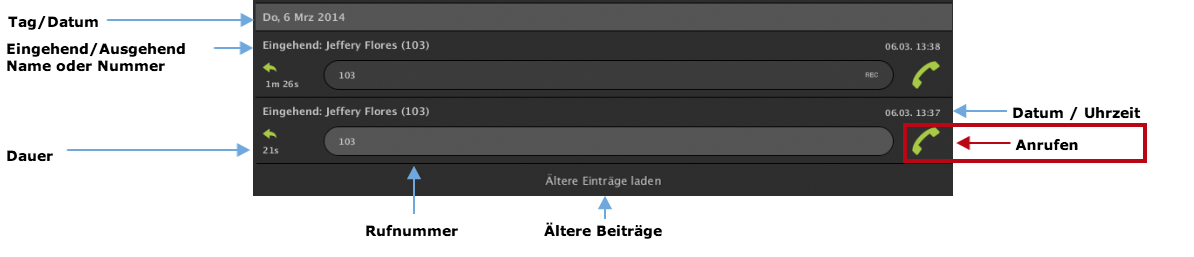 Tag/Datum
Do, 6 Mrz 2014
Eingehend/Ausgehend
Name oder Nummer
Eingehend: Jeffery Flores (103)
06.03. 13:38
1m 26s
103
REC
Eingehend: Jeffery Flores (103)
06.03. 13:37
Datum / Uhrzeit
Dauer
21s
103
Anrufen
Ältere Einträge laden
Rufnummer
Ältere Beiträge